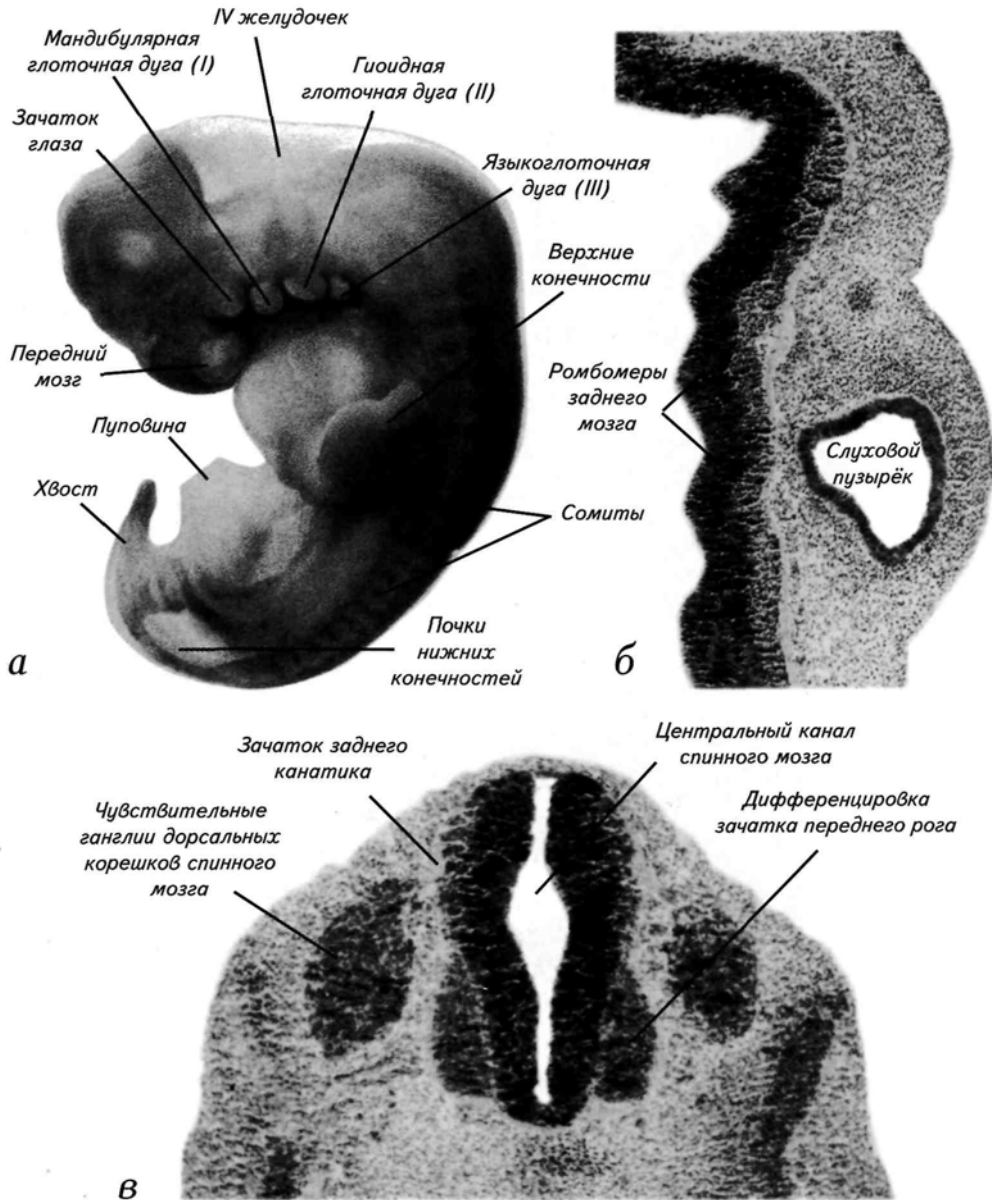 IV желудочек
Мандибулярная
глоточная дуга (I)
Гиоидная
глоточная дуга (II)
Зачаток
глаза
Языкоглоточная
дуга (III)
Верхние
конечности
Передний
мозг
Пуповина
Хвост
Сомиты
Почки
нижних
конечностей
а
Ромбомеры
заднего
мозга
Слуховой
пузырёк
б
Зачаток заднего
канатика
Центральный канал
спинного мозга
Чувствительные
ганглии дорсальных
корешков спинного
мозга
Дифференцировка
зачатка переднего рога
в